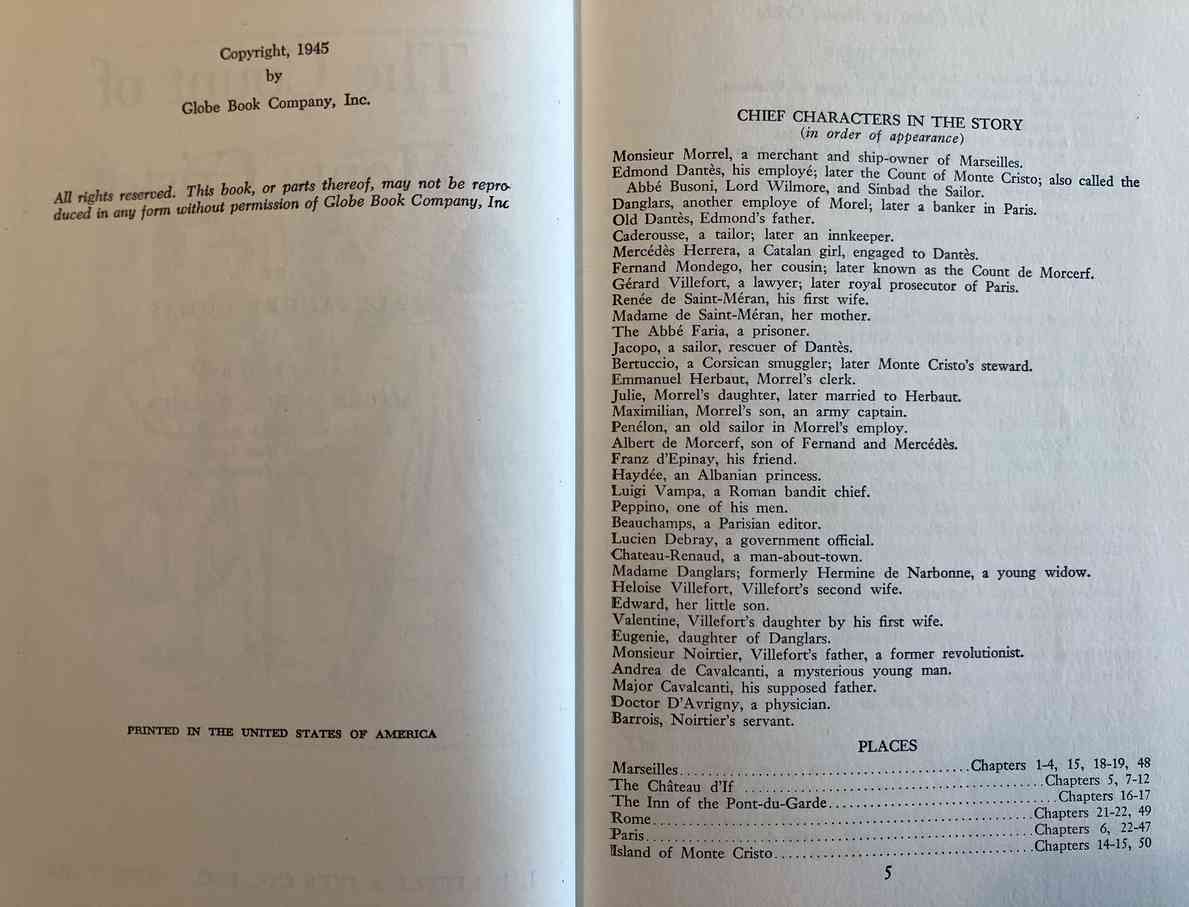 Copyright, 1945
by
Globe Book Company, Inc.
All rights reserved. This book, or parts thereof, may not be repro-
duced in any form without permission of Globe Book Company, Inc
PRINTED IN THE UNITED STATES OF AMERICA
CHIEF CHARACTERS IN THE STORY
(in order of appearance)
Monsieur Morrel, a merchant and ship-owner of Marseilles.
Edmond Dantès, his employé; later the Count of Monte Cristo; also called the
Abbé Busoni, Lord Wilmore, and Sinbad the Sailor.
Danglars, another employe of Morel; later a banker in Paris.
Old Dantès, Edmond's father.
Caderousse, a tailor; later an innkeeper.
Mercédès Herrera, a Catalan girl, engaged to Dantès.
Fernand Mondego, her cousin; later known as the Count de Morcerf.
Gérard Villefort, a lawyer; later royal prosecutor of Paris.
Renée de Saint-Méran, his first wife.
Madame de Saint-Méran, her mother.
The Abbé Faria, a prisoner.
Jacopo, a sailor, rescuer of Dantès.
Bertuccio, a Corsican smuggler; later Monte Cristo's steward.
Emmanuel Herbaut, Morrel's clerk.
Julie, Morrel's daughter, later married to Herbaut.
Maximilian, Morrel's son, an army captain.
Penélon, an old sailor in Morrel's employ.
Albert de Morcerf, son of Fernand and Mercédès.
Franz d'Epinay, his friend.
Haydée, an Albanian princess.
Luigi Vampa, a Roman bandit chief.
Peppino, one of his men.
Beauchamps, a Parisian editor.
Lucien Debray, a government official.
Chateau-Renaud, a man-about-town.
Madame Danglars; formerly Hermine de Narbonne, a young widow.
Heloise Villefort, Villefort's second wife.
Edward, her little son.
Valentine, Villefort's daughter by his first wife.
Eugenie, daughter of Danglars.
Monsieur Noirtier, Villefort's father, a former revolutionist.
Andrea de Cavalcanti, a mysterious young man.
Major Cavalcanti, his supposed father.
Doctor D'Avrigny, a physician.
Barrois, Noirtier's servant.
PLACES
Marseilles........................................Chapters 1-4, 15, 18-19, 48
The Château d'If ........................................Chapters 5, 7-12
The Inn of the Pont-du-Garde..............................Chapters 16-17
Rome..................................................Chapters 21-22, 49
Paris..................................................Chapters 6, 22-47
Island of Monte Cristo...................................Chapters 14-15, 50
5